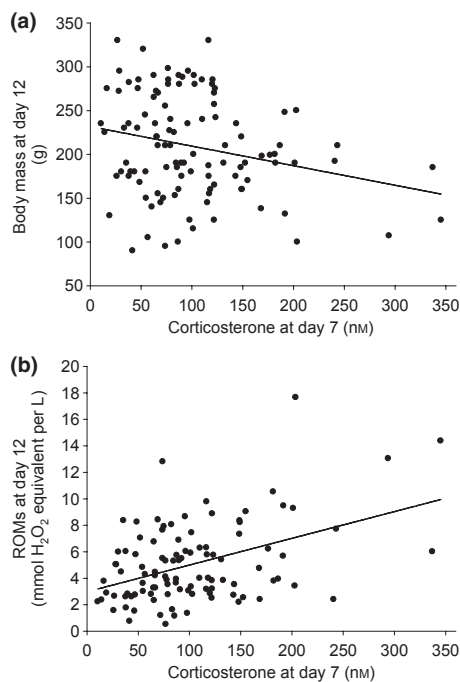 (a)
Body mass at day 12
(g)
350
300
250
200
150
100
50
0 50 100 150 200 250 300 350
Corticosterone at day 7 (nM)
(b)
ROMs at day 12
(mmol H₂O₂ equivalent per L)
20
18
16
14
12
10
8
6
4
2
0
0 50 100 150 200 250 300 350
Corticosterone at day 7 (nM)